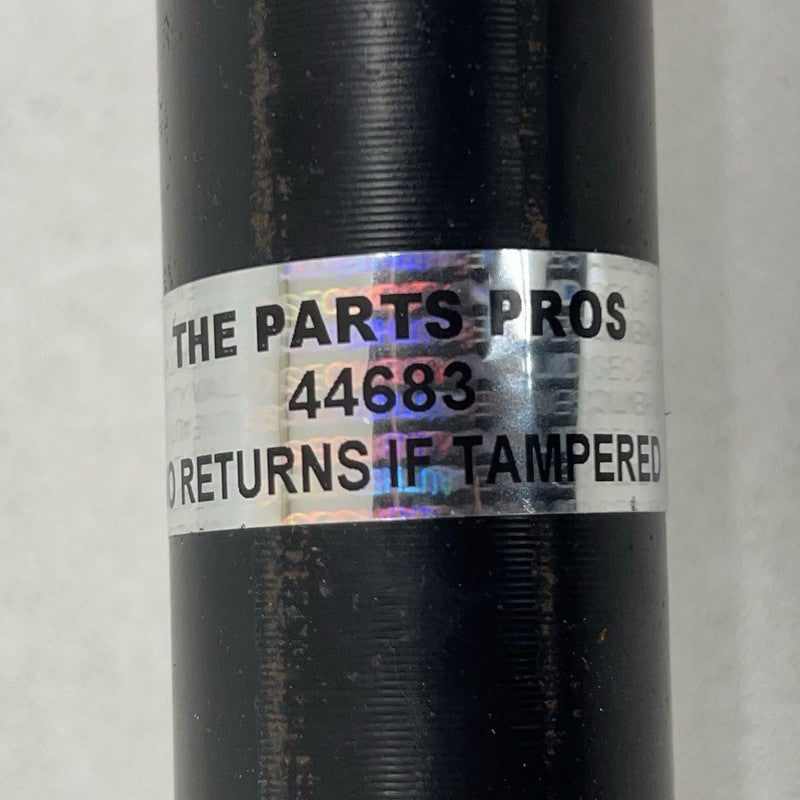 THE PARTS PROS
44683
O RETURNS IF TAMPERED